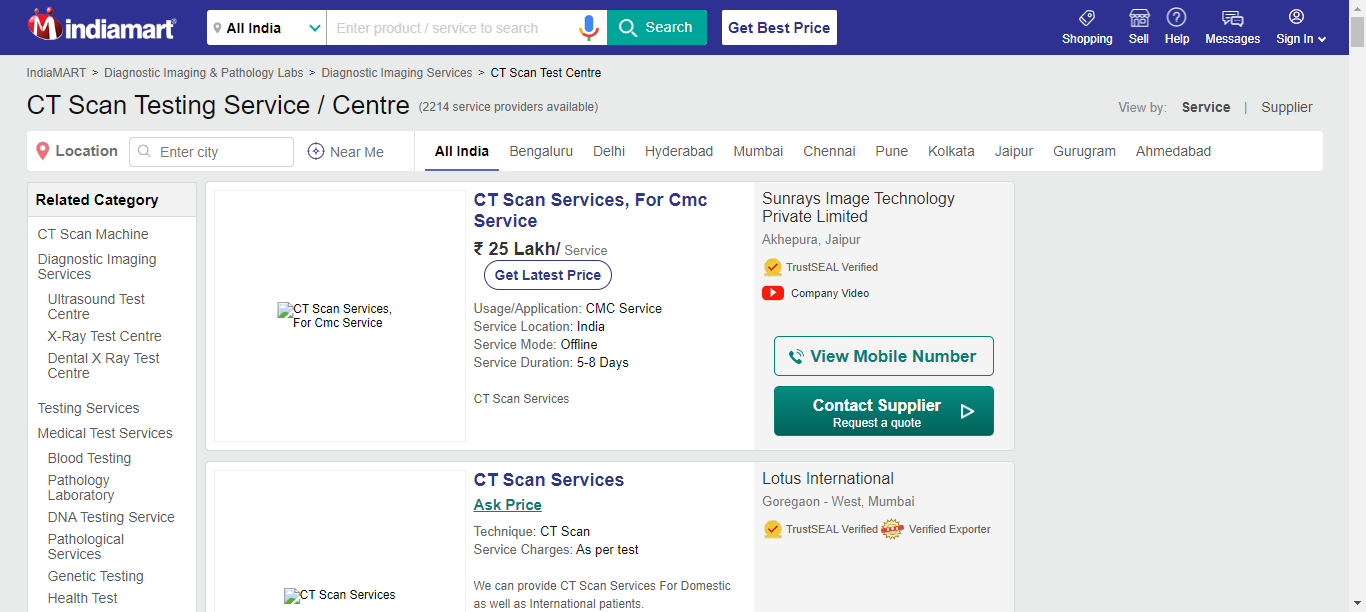 indiamart
All India
Enter product / service to search
Search
Get Best Price
Shopping
Sell
Help
Messages
Sign In
IndiaMART > Diagnostic Imaging & Pathology Labs > Diagnostic Imaging Services > CT Scan Test Centre
CT Scan Testing Service / Centre (2214 service providers available)
View by: Service | Supplier
Location
Enter city
Near Me
All India
Bengaluru
Delhi
Hyderabad
Mumbai
Chennai
Pune
Kolkata
Jaipur
Gurugram
Ahmedabad
Related Category
CT Scan Machine
Diagnostic Imaging
Services
Ultrasound Test
Centre
X-Ray Test Centre
Dental X Ray Test
Centre
Testing Services
Medical Test Services
Blood Testing
Pathology
Laboratory
DNA Testing Service
Pathological
Services
Genetic Testing
Health Test
CT Scan Services,
For Cmc Service
CT Scan Services, For Cmc
Service
₹ 25 Lakh/ Service
Get Latest Price
Usage/Application: CMC Service
Service Location: India
Service Mode: Offline
Service Duration: 5-8 Days
CT Scan Services
Sunrays Image Technology
Private Limited
Akhepura, Jaipur
TrustSEAL Verified
Company Video
View Mobile Number
Contact Supplier
Request a quote
CT Scan Services
CT Scan Services
Ask Price
Technique: CT Scan
Service Charges: As per test
We can provide CT Scan Services For Domestic
as well as International patients.
Lotus International
Goregaon - West, Mumbai
TrustSEAL Verified
Verified Exporter